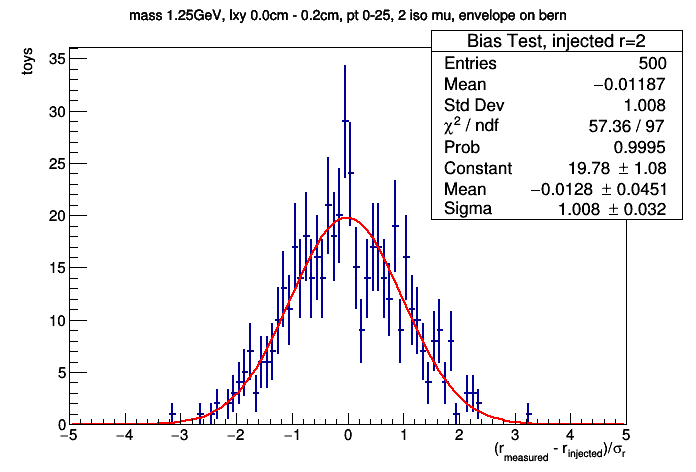 mass 1.25GeV, lxy 0.0cm - 0.2cm, pt 0-25, 2 iso mu, envelope on bern
Bias Test, injected r=2
Entries 500
Mean −0.01187
Std Dev 1.008
χ² / ndf 57.36 / 97
Prob 0.9995
Constant 19.78 ± 1.08
Mean −0.0128 ± 0.0451
Sigma 1.008 ± 0.032
toys
35
30
25
20
15
10
5
0
−5 −4 −3 −2 −1 0 1 2 3 4 5
(r_measured - r_injected)/σ_r